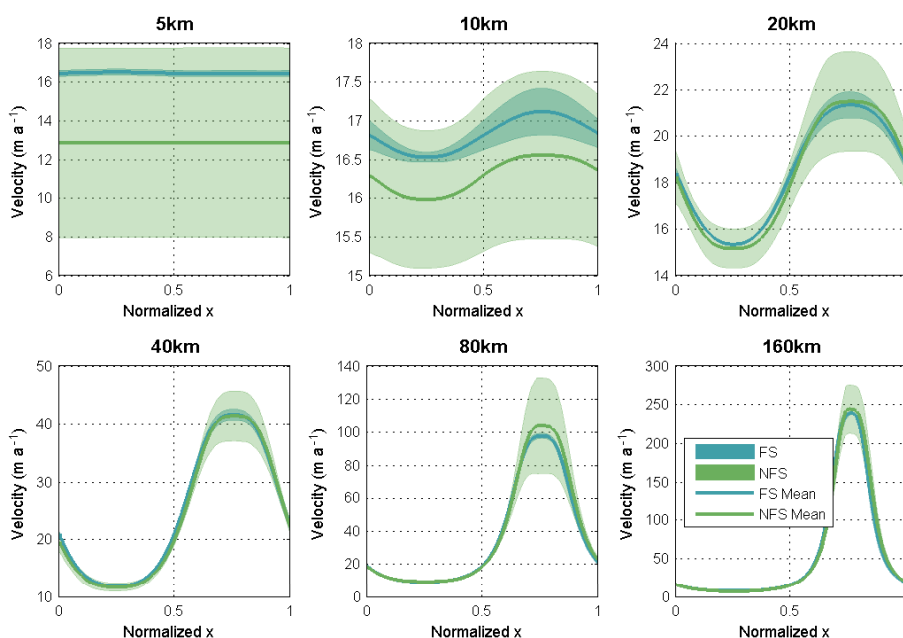 5km
10km
20km
18
16
14
12
10
8
6
Velocity (m a⁻¹)
0
0.5
1
Normalized x
18
17.5
17
16.5
16
15.5
15
Velocity (m a⁻¹)
0
0.5
1
Normalized x
24
22
20
18
16
14
Velocity (m a⁻¹)
0
0.5
Normalized x
40km
80km
160km
50
40
30
20
10
Velocity (m a⁻¹)
0
0.5
1
Normalized x
140
120
100
80
60
40
20
0
Velocity (m a⁻¹)
0
0.5
1
Normalized x
300
250
200
150
100
50
0
Velocity (m a⁻¹)
0
0.5
Normalized x
FS
NFS
FS Mean
NFS Mean